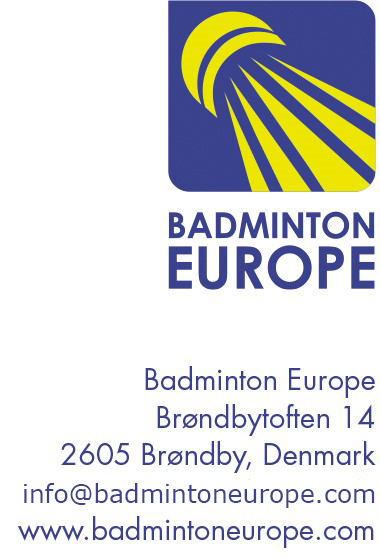 BADMINTON
EUROPE
Badminton Europe
Brøndbytoften 14
2605 Brøndby, Denmark
info@badmintoneurope.com
www.badmintoneurope.com